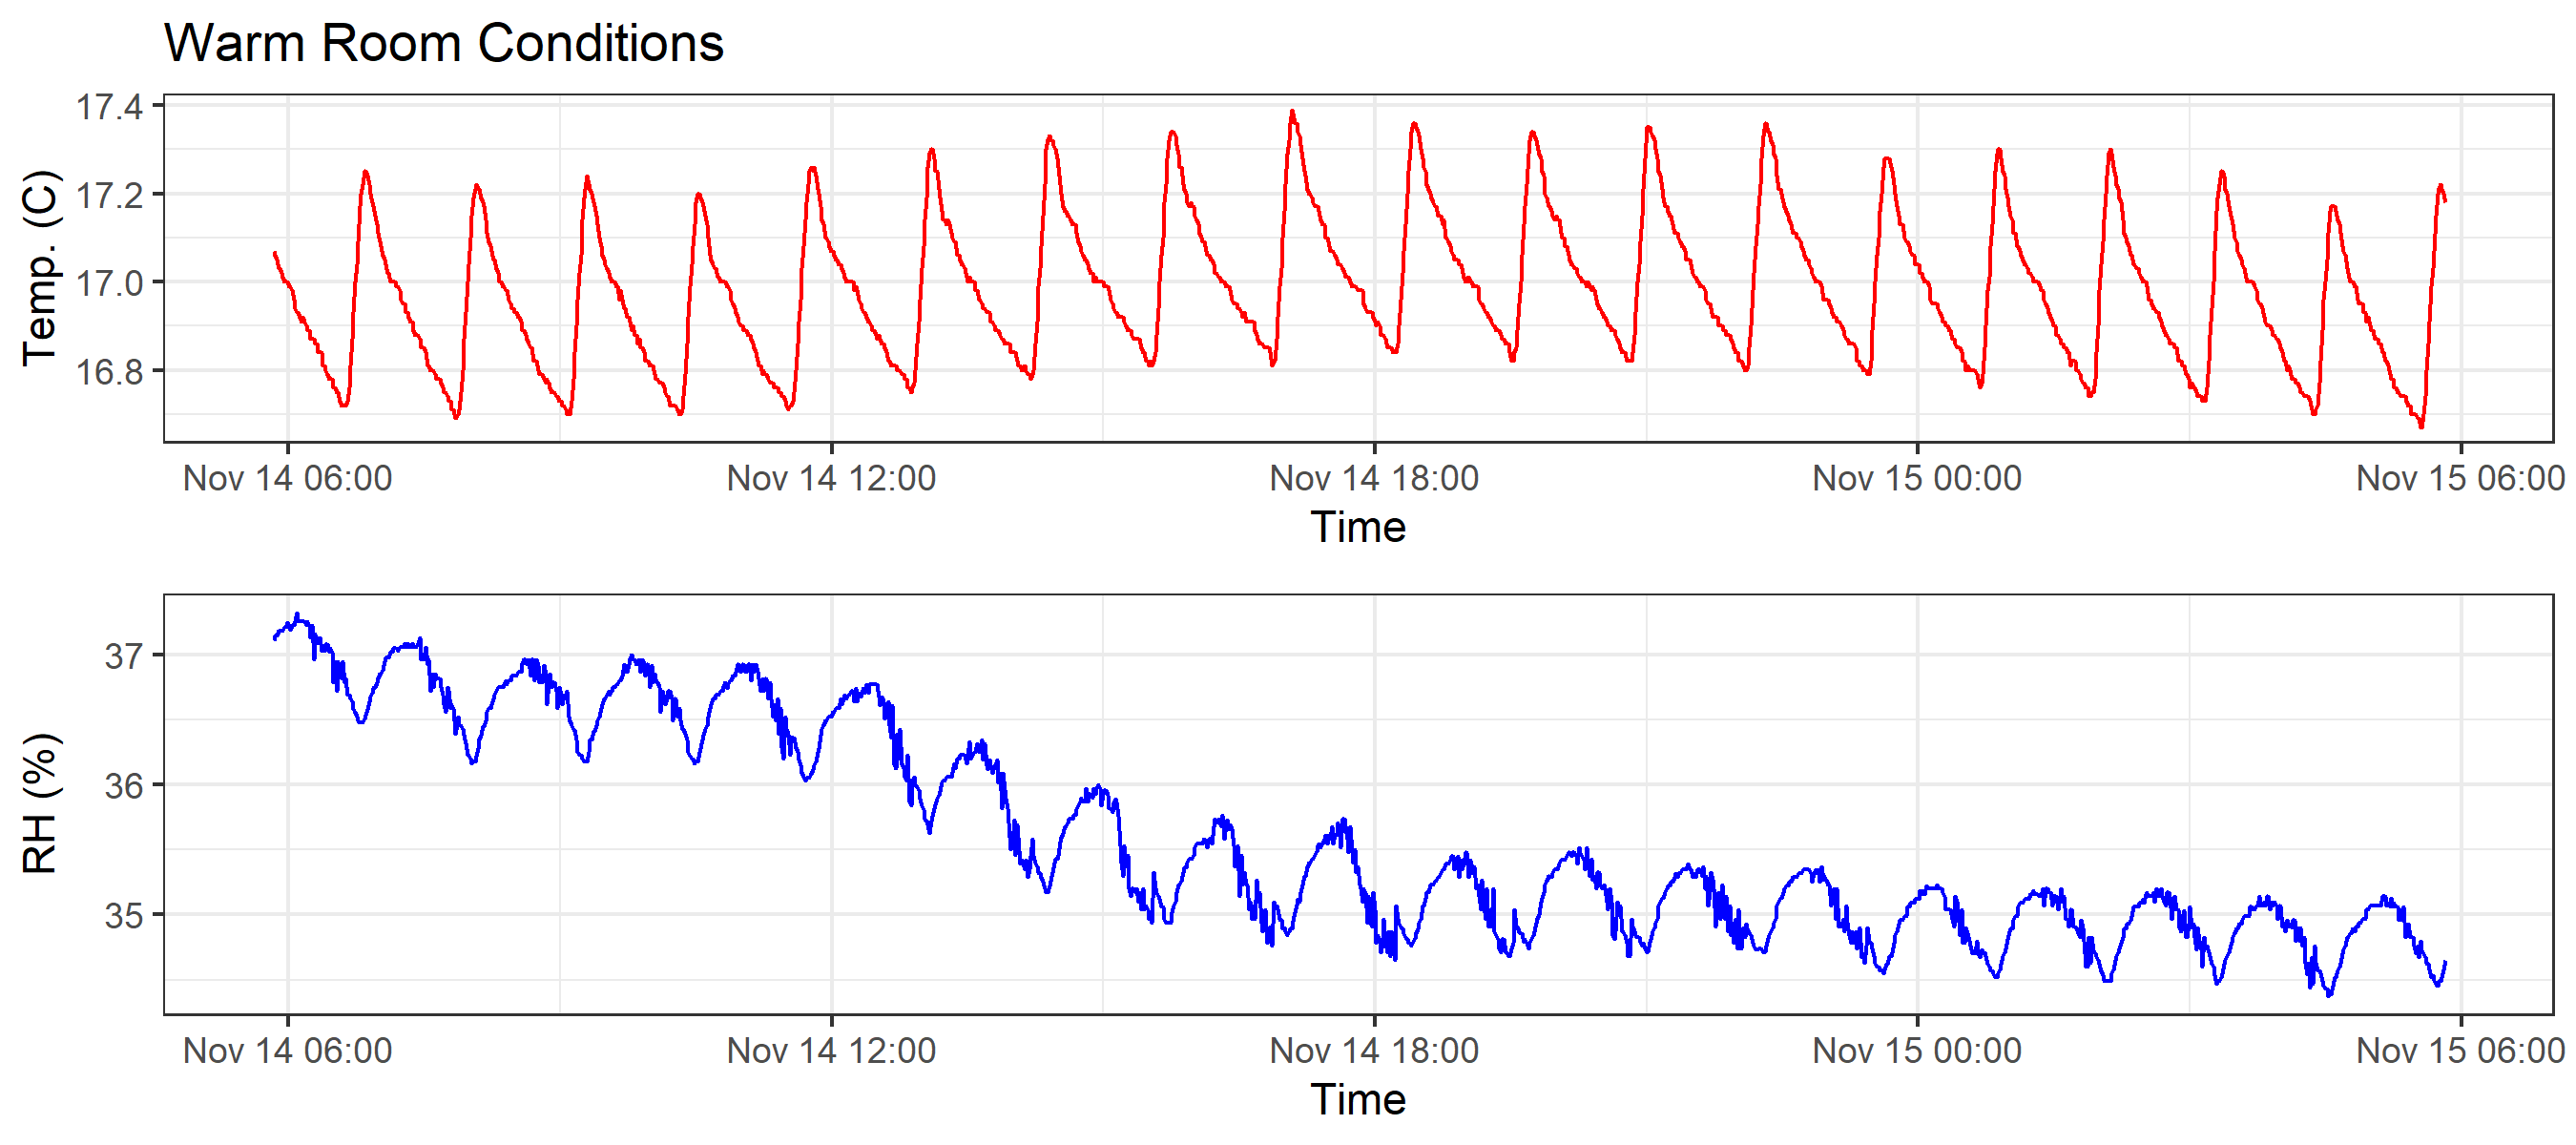 Warm Room Conditions
17.4
17.2
17.0
16.8
Temp. (C)
Nov 14 06:00 Nov 14 12:00 Nov 14 18:00 Nov 15 00:00 Nov 15 06:00
Time
37
36
35
RH (%)
Nov 14 06:00 Nov 14 12:00 Nov 14 18:00 Nov 15 00:00 Nov 15 06:00
Time